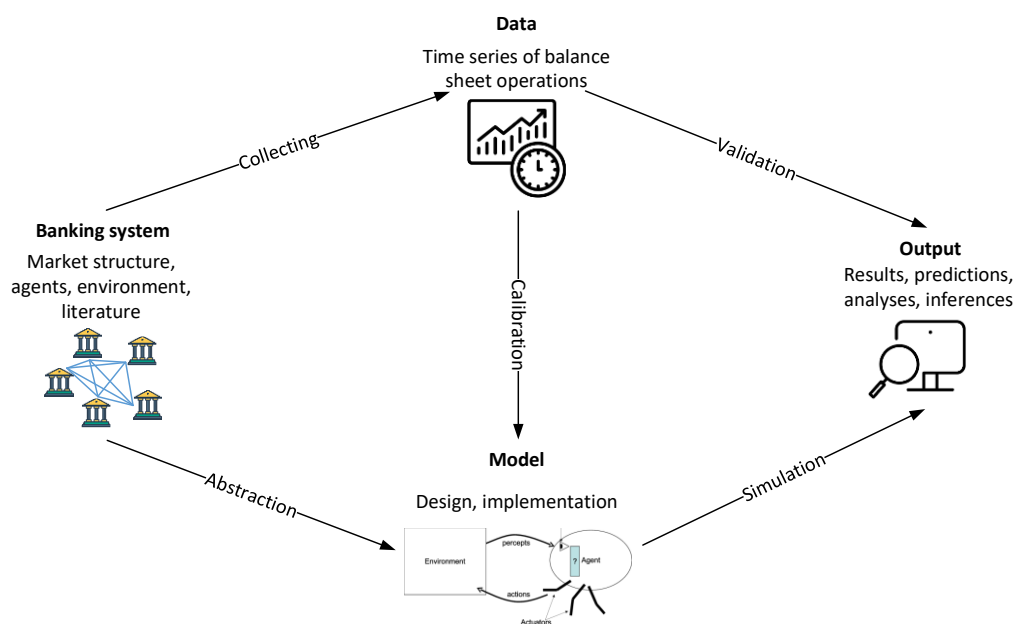 Data
Time series of balance
sheet operations
Collecting
Validation
Banking system
Market structure,
agents, environment,
literature
Calibration
Output
Results, predictions,
analyses, inferences
Abstraction
Simulation
Model
Design, implementation
percepts
Environment
?
Agent
actions
Actuators